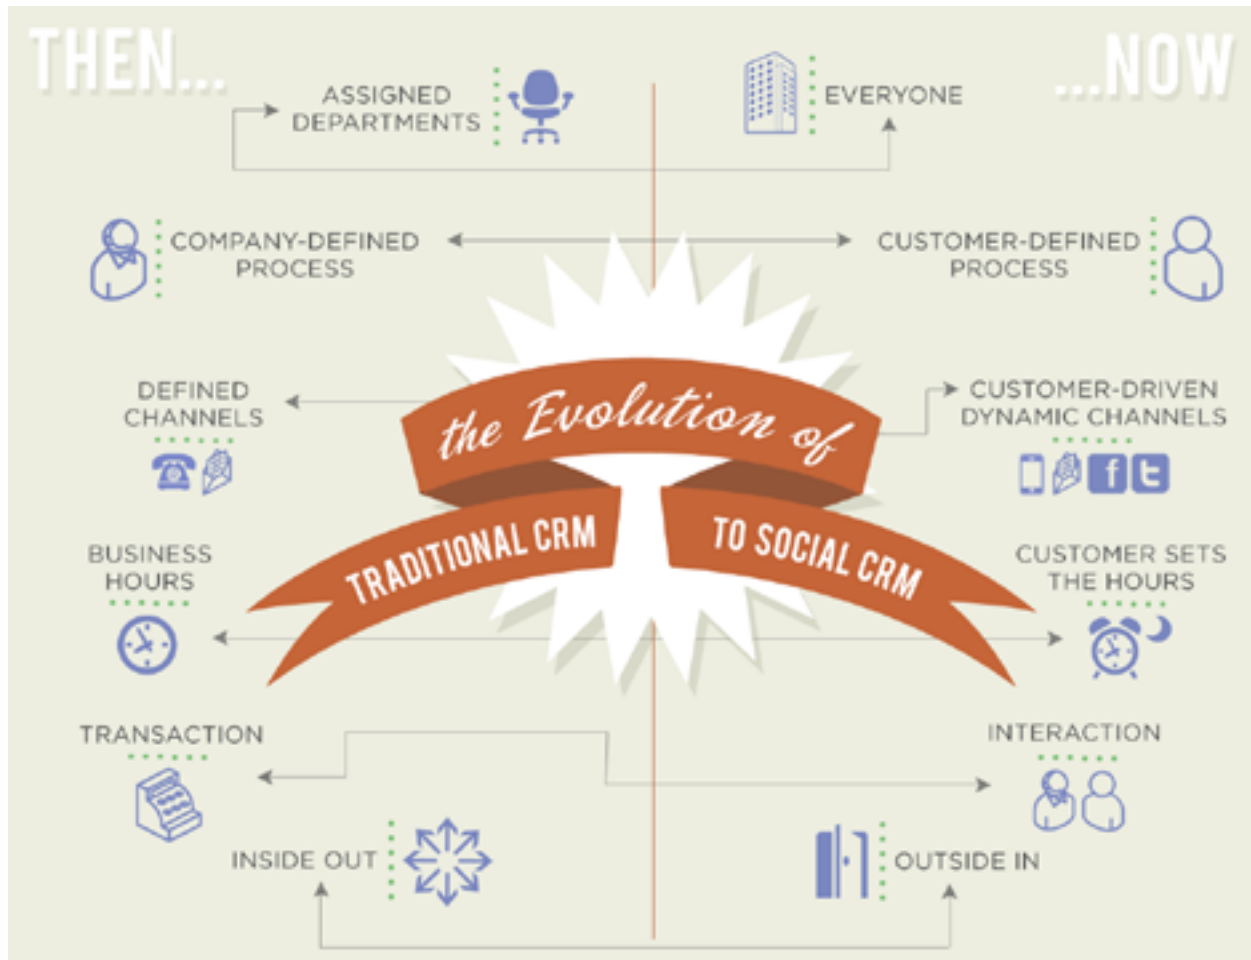 THEN...
...NOW
ASSIGNED
DEPARTMENTS
EVERYONE
COMPANY-DEFINED
PROCESS
CUSTOMER-DEFINED
PROCESS
DEFINED
CHANNELS
CUSTOMER-DRIVEN
DYNAMIC CHANNELS
f t
the Evolution of
TRADITIONAL CRM
TO SOCIAL CRM
BUSINESS
HOURS
CUSTOMER SETS
THE HOURS
TRANSACTION
INTERACTION
INSIDE OUT
OUTSIDE IN